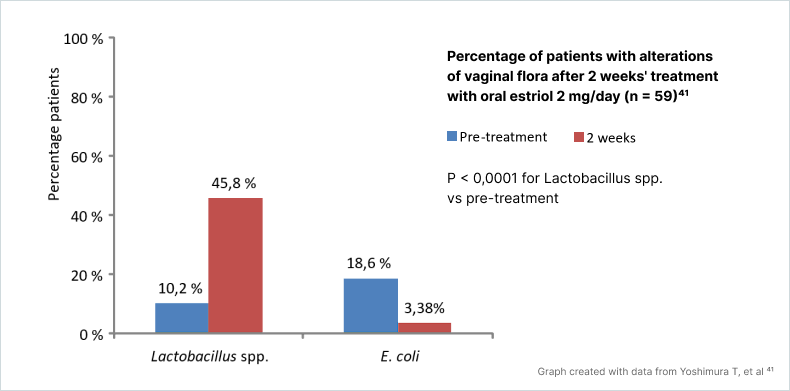 100 %
80 %
60 %
40 %
20 %
0 %
Percentage patients
10,2 %
45,8 %
18,6 %
3,38%
Lactobacillus spp.
E. coli
Percentage of patients with alterations
of vaginal flora after 2 weeks' treatment
with oral estriol 2 mg/day (n = 59)⁴¹
Pre-treatment
2 weeks
P < 0,0001 for Lactobacillus spp.
vs pre-treatment
Graph created with data from Yoshimura T, et al ⁴¹